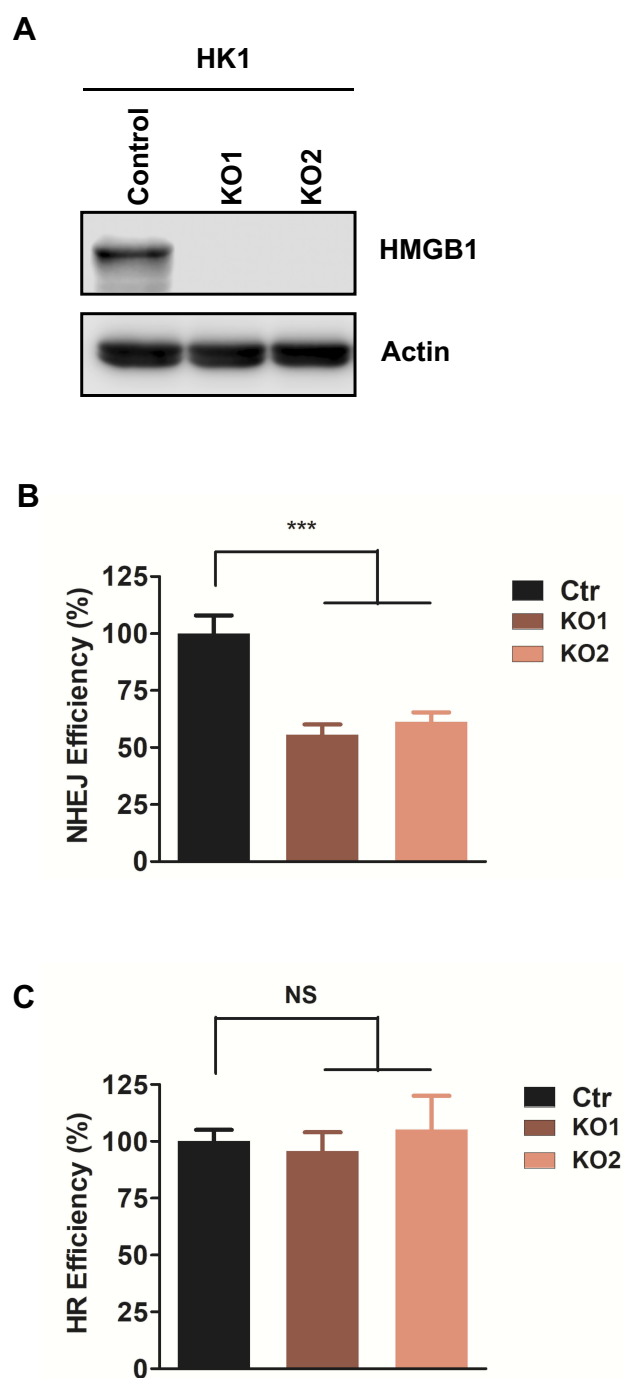 A
HK1
Control
KO1
KO2
HMGB1
Actin
B
***
NHEJ Efficiency (%)
125
100
75
50
25
0
Ctr
KO1
KO2
C
NS
HR Efficiency (%)
125
100
75
50
25
0
Ctr
KO1
KO2